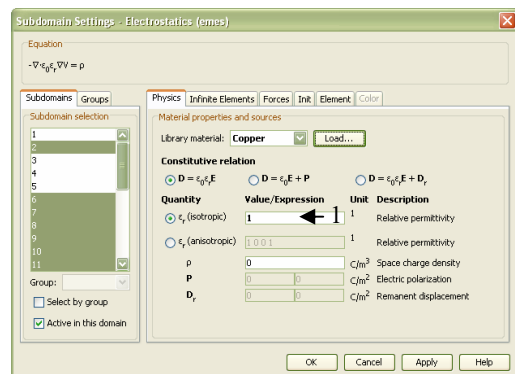 Subdomain Settings - Electrostatics (emes)
Equation
-∇·ε0εr∇V = ρ
Subdomains Groups
Physics Infinite Elements Forces Init Element Color
Subdomain selection
1
2
3
4
5
6
7
8
9
10
11
Group:
Select by group
Active in this domain
Material properties and sources
Library material: Copper Load...
Constitutive relation
D = ε0εrE D = ε0E + P D = ε0εrE + Dr
Quantity Value/Expression Unit Description
εr (isotropic) 1 1 1 Relative permittivity
εr (anisotropic) 1 0 0 1 1 Relative permittivity
ρ 0 C/m3 Space charge density
P 0 0 C/m2 Electric polarization
Dr 0 0 C/m2 Remanent displacement
OK Cancel Apply Help